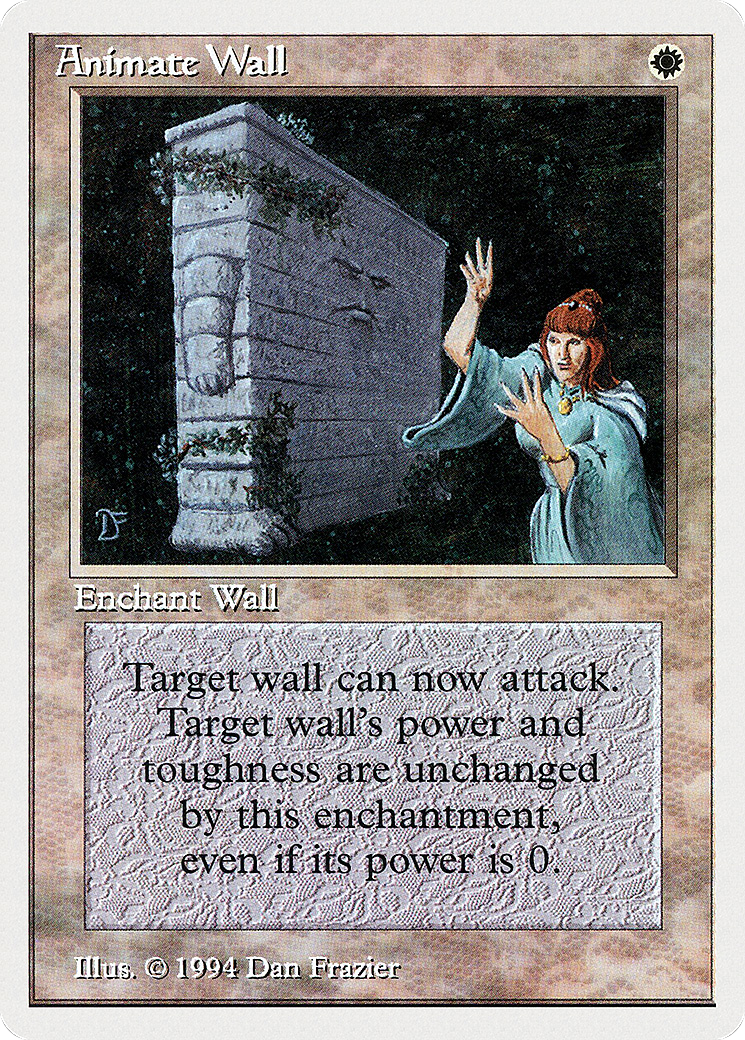 Animate Wall
DF
Enchant Wall
Target wall can now attack.
Target wall's power and
toughness are unchanged
by this enchantment,
even if its power is 0.
Illus. © 1994 Dan Frazier